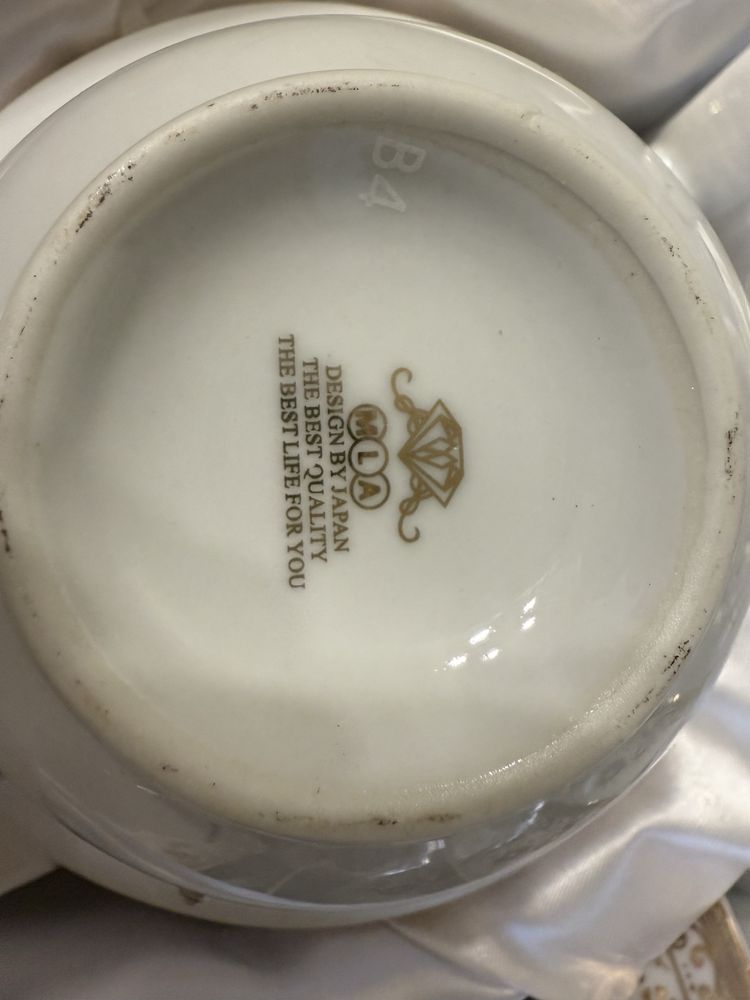 B4
MLA
DESIGN BY JAPAN
THE BEST QUALITY
THE BEST LIFE FOR YOU